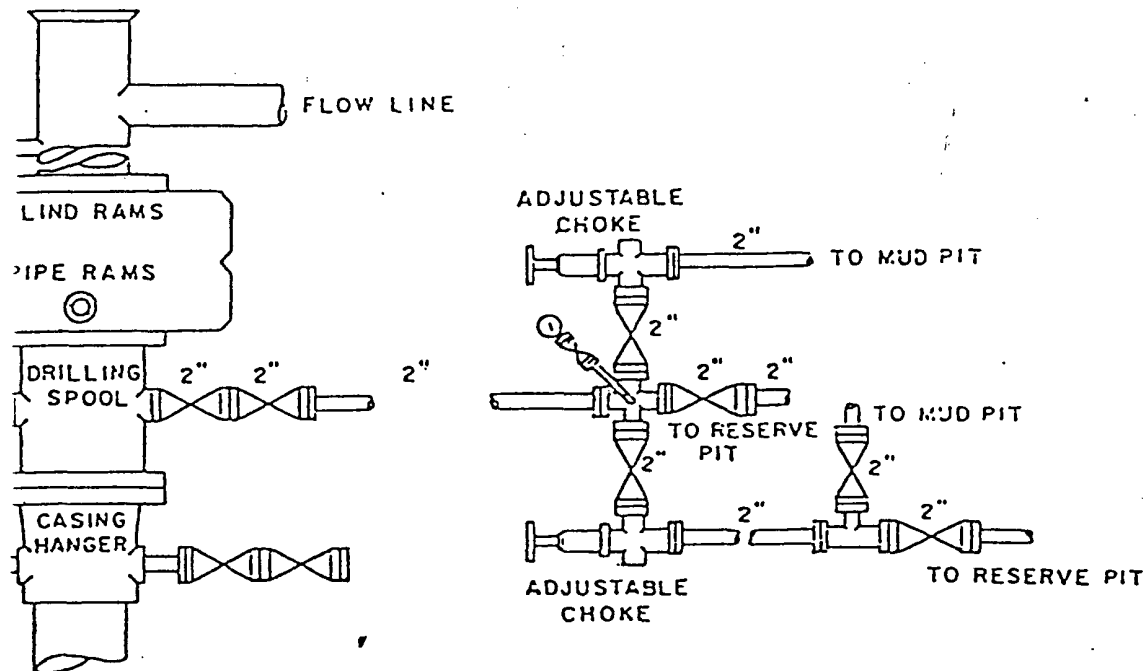 FLOW LINE
LIND RAMS
PIPE RAMS
DRILLING
SPOOL
2" 2" 2"
CASING
HANGER
ADJUSTABLE
CHOKE
2"
TO MUD PIT
2"
2" 2"
TO RESERVE
PIT
TO MUD PIT
2"
2"
2"
2"
TO RESERVE PIT
ADJUSTABLE
CHOKE